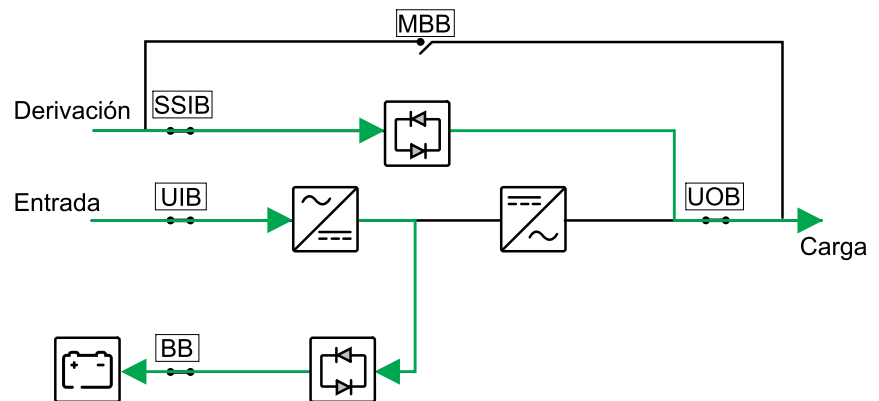 MBB
Derivación
SSIB
Entrada
UIB
UOB
Carga
BB